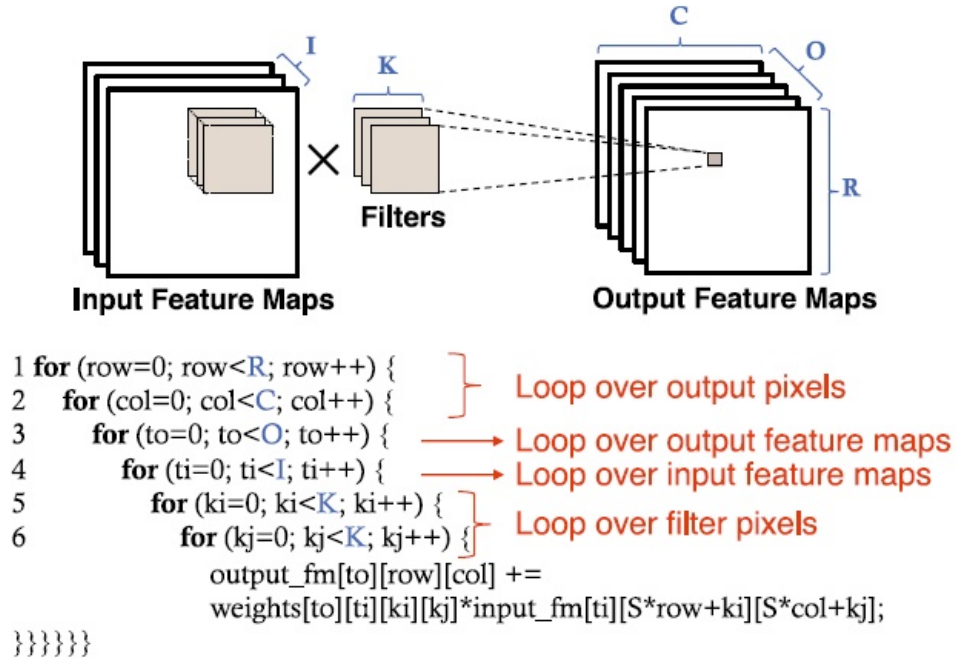 I
K
C
O
R
Filters
Input Feature Maps
Output Feature Maps
1 for (row=0; row<R; row++) {
2 for (col=0; col<C; col++) {
Loop over output pixels
3 for (to=0; to<O; to++) {
Loop over output feature maps
4 for (ti=0; ti<I; ti++) {
Loop over input feature maps
5 for (ki=0; ki<K; ki++) {
6 for (kj=0; kj<K; kj++) {
Loop over filter pixels
output_fm[to][row][col] +=
weights[to][ti][ki][kj]*input_fm[ti][S*row+ki][S*col+kj];
}}}}}}